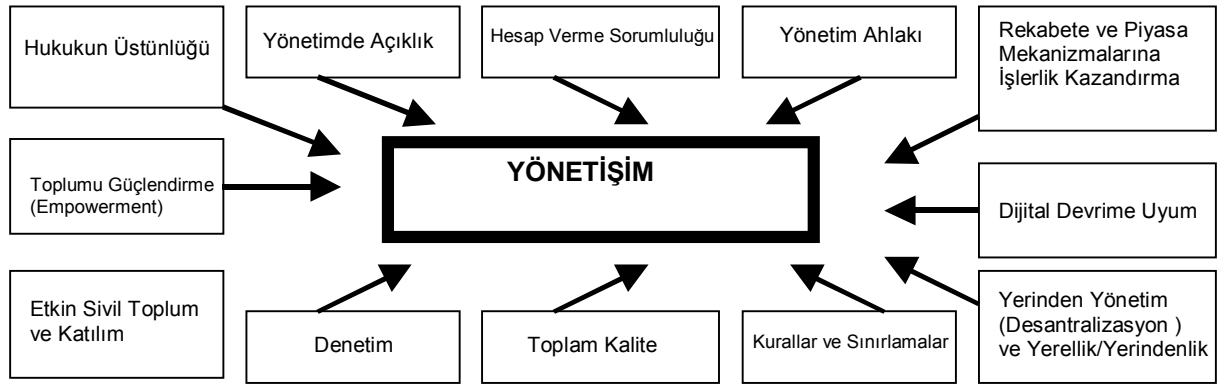 Hukukun Üstünlüğü
Yönetimde Açıklık
Hesap Verme Sorumluluğu
Yönetim Ahlakı
Rekabete ve Piyasa
Mekanizmalarına
İşlerlik Kazandırma
Toplumu Güçlendirme
(Empowerment)
YÖNETİŞİM
Dijital Devrime Uyum
Etkin Sivil Toplum
ve Katılım
Denetim
Toplam Kalite
Kurallar ve Sınırlamalar
Yerinden Yönetim
(Desantralizasyon )
ve Yerellik/Yerindenlik